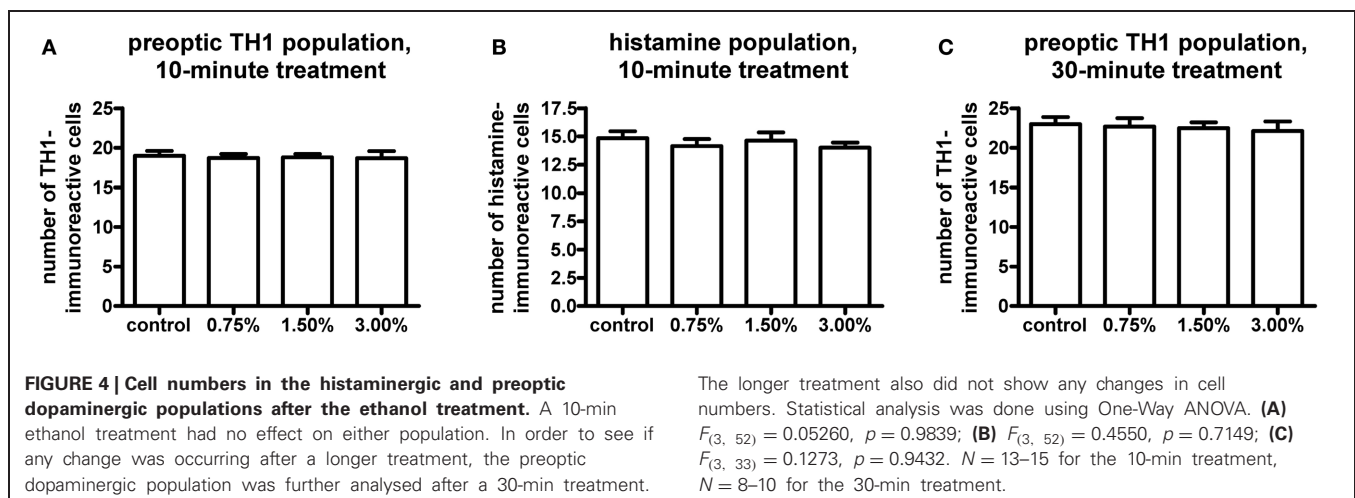 A
preoptic TH1 population,
10-minute treatment
number of TH1-
immunoreactive cells
25
20
15
10
5
0
control 0.75% 1.50% 3.00%
B
histamine population,
10-minute treatment
number of histamine-
immunoreactive cells
17.5
15.0
12.5
10.0
7.5
5.0
2.5
0.0
control 0.75% 1.50% 3.00%
C
preoptic TH1 population,
30-minute treatment
number of TH1-
immunoreactive cells
25
20
15
10
5
0
control 0.75% 1.50% 3.00%
FIGURE 4 | Cell numbers in the histaminergic and preoptic
dopaminergic populations after the ethanol treatment. A 10-min
ethanol treatment had no effect on either population. In order to see if
any change was occurring after a longer treatment, the preoptic
dopaminergic population was further analysed after a 30-min treatment.
The longer treatment also did not show any changes in cell
numbers. Statistical analysis was done using One-Way ANOVA. (A)
F(3, 52) = 0.05260, p = 0.9839; (B) F(3, 52) = 0.4550, p = 0.7149; (C)
F(3, 33) = 0.1273, p = 0.9432. N = 13–15 for the 10-min treatment,
N = 8–10 for the 30-min treatment.